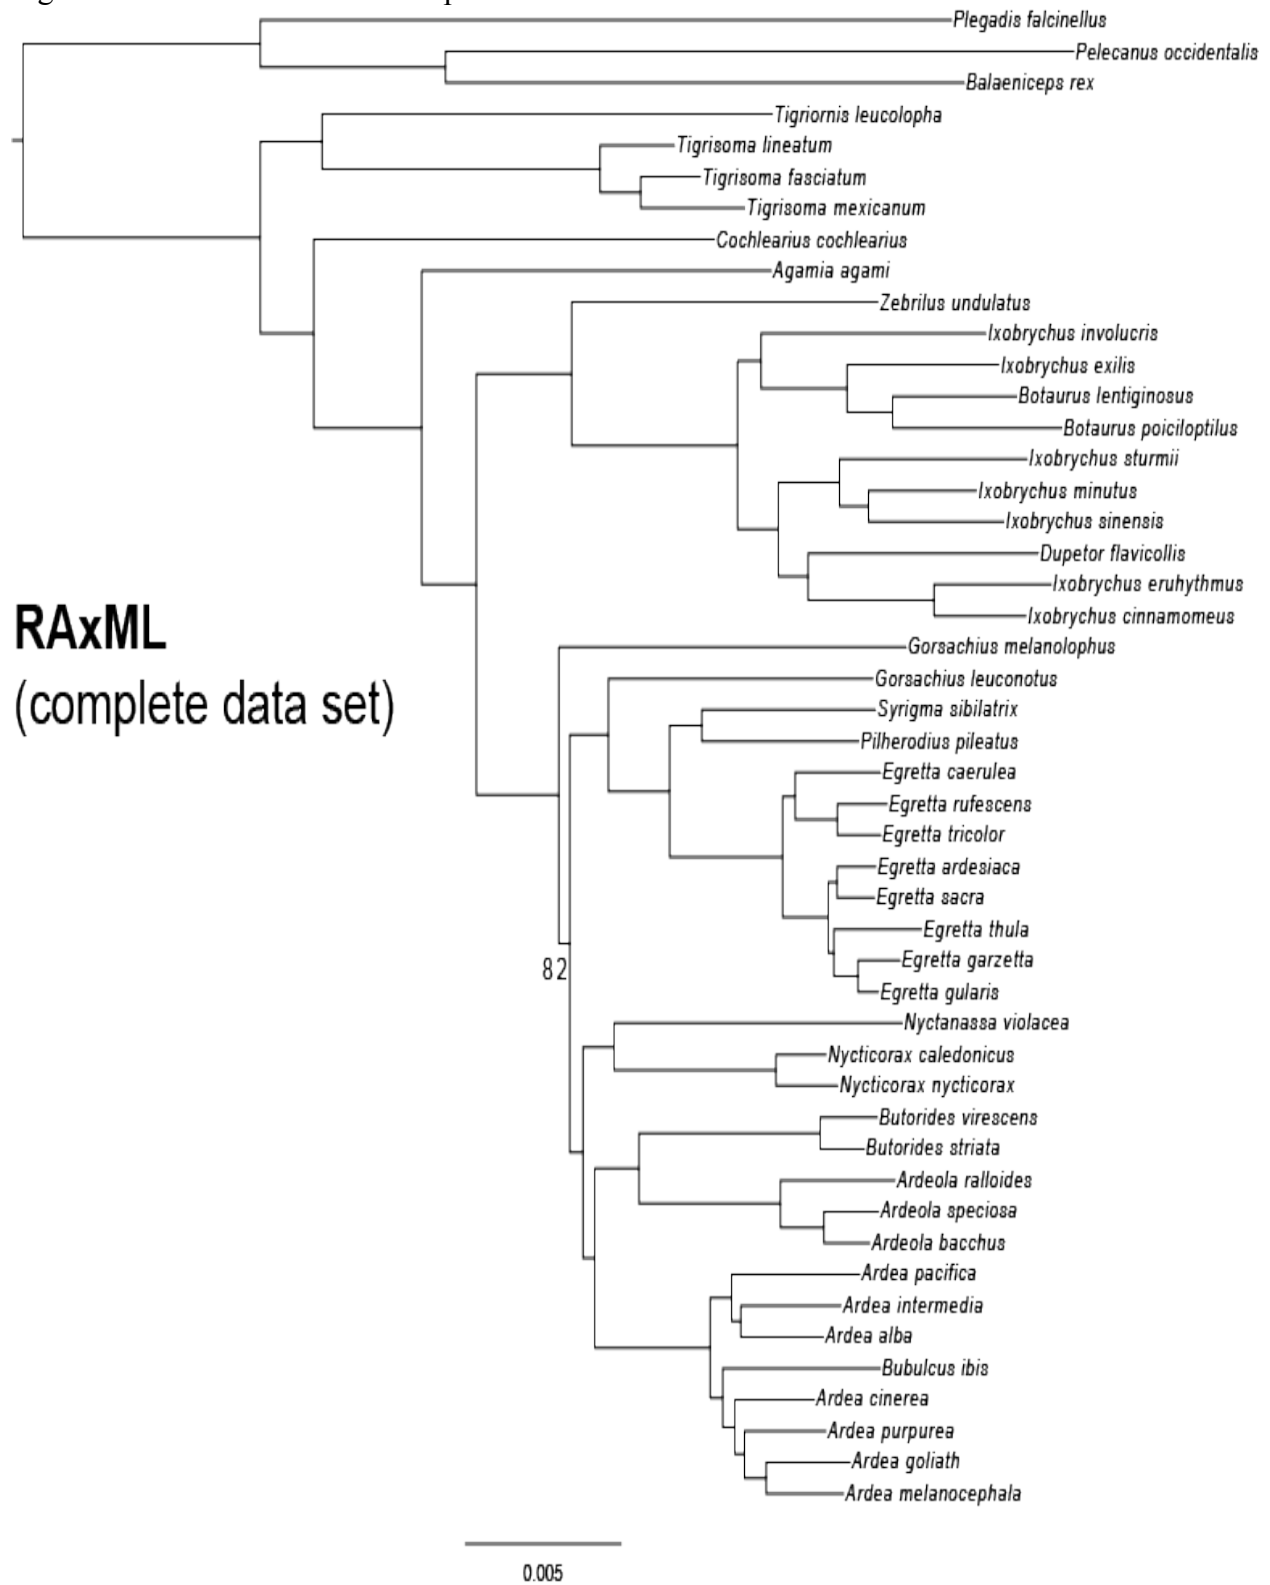 Plegadis falcinellus
Pelecanus occidentalis
Balaeniceps rex
Tigriornis leucolopha
Tigrisoma lineatum
Tigrisoma fasciatum
Tigrisoma mexicanum
Cochlearius cochlearius
Agamia agami
Zebrilus undulatus
Ixobrychus involucris
Ixobrychus exilis
Botaurus lentiginosus
Botaurus poiciloptilus
Ixobrychus sturmii
Ixobrychus minutus
Ixobrychus sinensis
Dupetor flavicollis
Ixobrychus eruhythmus
Ixobrychus cinnamomeus
RAxML
(complete data set)
Gorsachius melanolophus
Gorsachius leuconotus
Syrigma sibilatrix
Pilherodius pileatus
Egretta caerulea
Egretta rufescens
Egretta tricolor
Egretta ardesiaca
Egretta sacra
Egretta thula
Egretta garzetta
82
Egretta gularis
Nyctanassa violacea
Nycticorax caledonicus
Nycticorax nycticorax
Butorides virescens
Butorides striata
Ardeola ralloides
Ardeola speciosa
Ardeola bacchus
Ardea pacifica
Ardea intermedia
Ardea alba
Bubulcus ibis
Ardea cinerea
Ardea purpurea
Ardea goliath
Ardea melanocephala
0.005